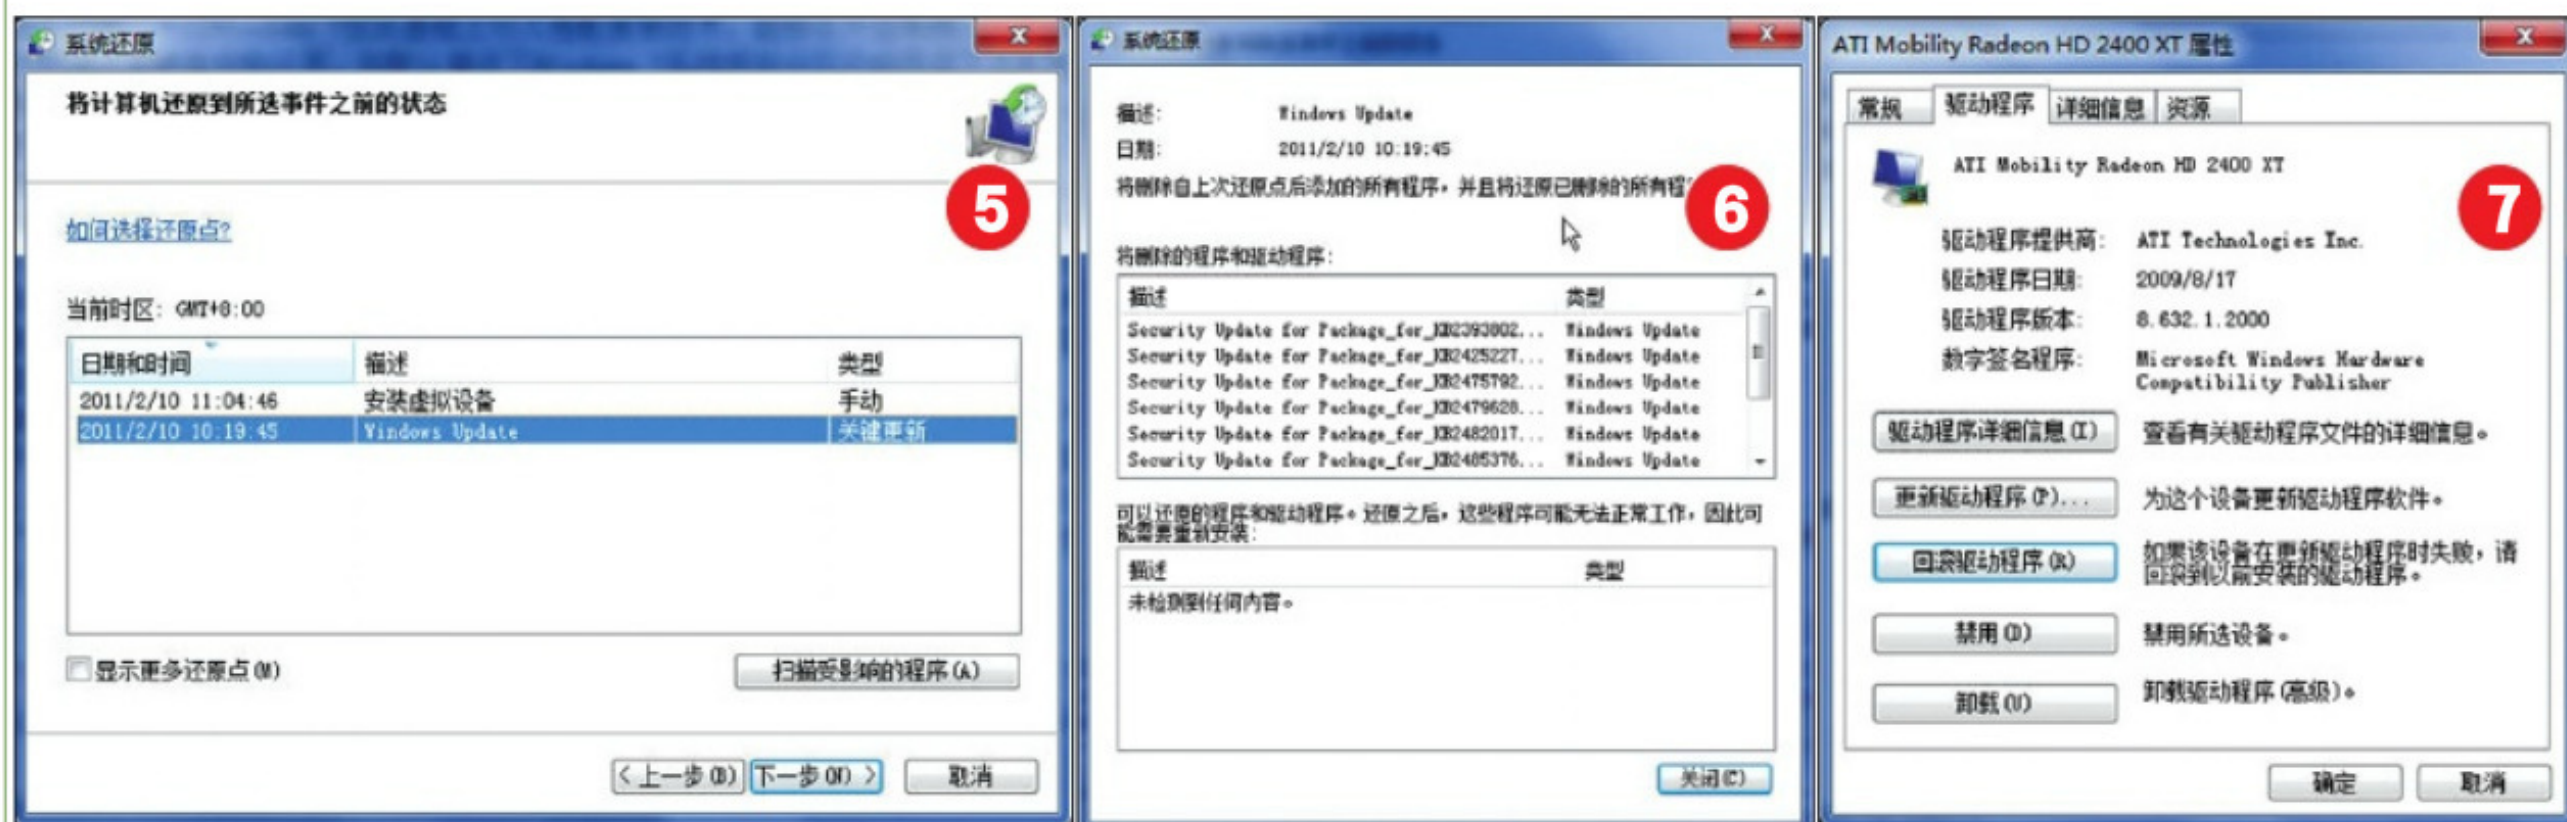 系统还原
将计算机还原到所选事件之前的状态
5
如何选择还原点?
当前时区: GMT+8:00
日期和时间 描述 类型
2011/2/10 11:04:46 安装虚拟设备 手动
2011/2/10 10:19:45 Windows Update 关键更新
显示更多还原点(M) 扫描受影响的程序(A)
< 上一步(B) 下一步(N) > 取消
系统还原
描述: Windows Update
日期: 2011/2/10 10:19:45
将删除自上次还原点后添加的所有程序，并且将还原已删除的所有程
6
将删除的程序和驱动程序:
描述 类型
Security Update for Package_for_KB2393802... Windows Update
Security Update for Package_for_KB2425227... Windows Update
Security Update for Package_for_KB2475792... Windows Update
Security Update for Package_for_KB2479628... Windows Update
Security Update for Package_for_KB2482017... Windows Update
Security Update for Package_for_KB2485376... Windows Update
可以还原的程序和驱动程序。还原之后，这些程序可能无法正常工作，因此可
能需要重新安装:
描述 类型
未检测到任何内容。
关闭(C)
ATI Mobility Radeon HD 2400 XT 属性
常规 驱动程序 详细信息 资源
ATI Mobility Radeon HD 2400 XT
7
驱动程序提供商: ATI Technologies Inc.
驱动程序日期: 2009/8/17
驱动程序版本: 8.632.1.2000
数字签名程序: Microsoft Windows Hardware
Compatibility Publisher
驱动程序详细信息(I) 查看有关驱动程序文件的详细信息。
更新驱动程序(P)... 为这个设备更新驱动程序软件。
回滚驱动程序(R) 如果该设备在更新驱动程序时失败，请
回滚到以前安装的驱动程序。
禁用(D) 禁用所选设备。
卸载(U) 卸载驱动程序(高级)。
确定 取消